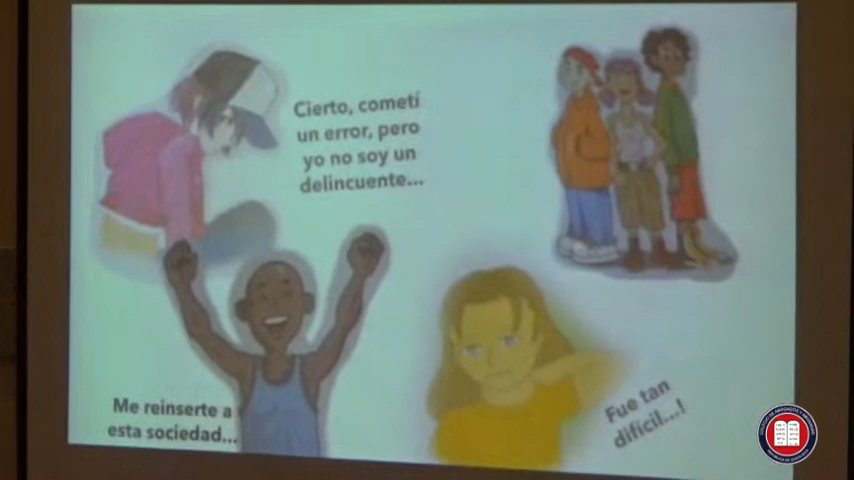 Cierto, cometí
un error, pero
yo no soy un
delincuente...
Me reinserte a
esta sociedad...
Fue tan
difícil...!